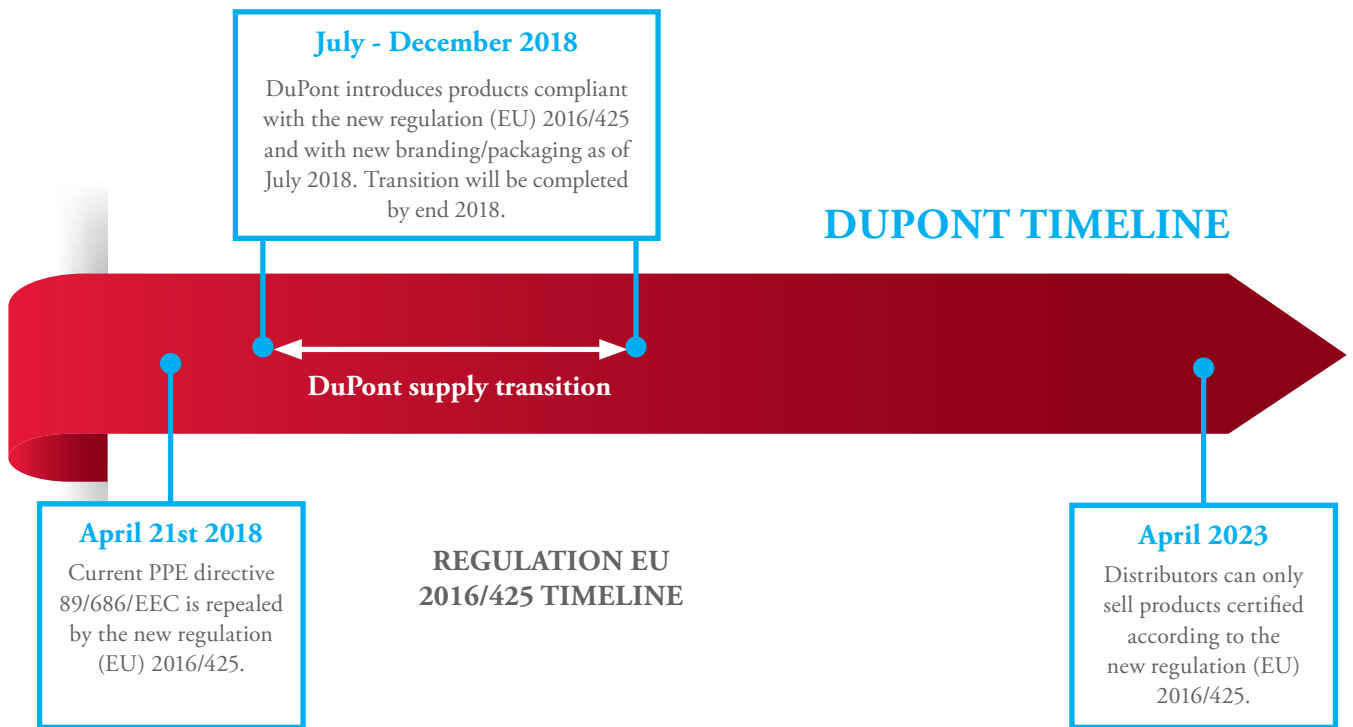 July - December 2018
DuPont introduces products compliant
with the new regulation (EU) 2016/425
and with new branding/packaging as of
July 2018. Transition will be completed
by end 2018.
DUPONT TIMELINE
DuPont supply transition
April 21st 2018
Current PPE directive
89/686/EEC is repealed
by the new regulation
(EU) 2016/425.
REGULATION EU
2016/425 TIMELINE
April 2023
Distributors can only
sell products certified
according to the
new regulation (EU)
2016/425.